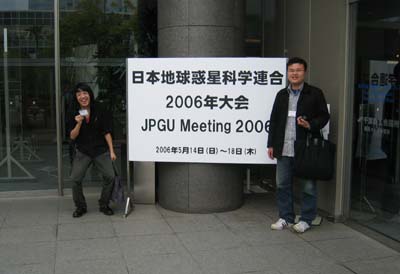 日本地球惑星科学連合
2006年大会
JPGU Meeting 2006
2006年5月14日(日)~18日(木)